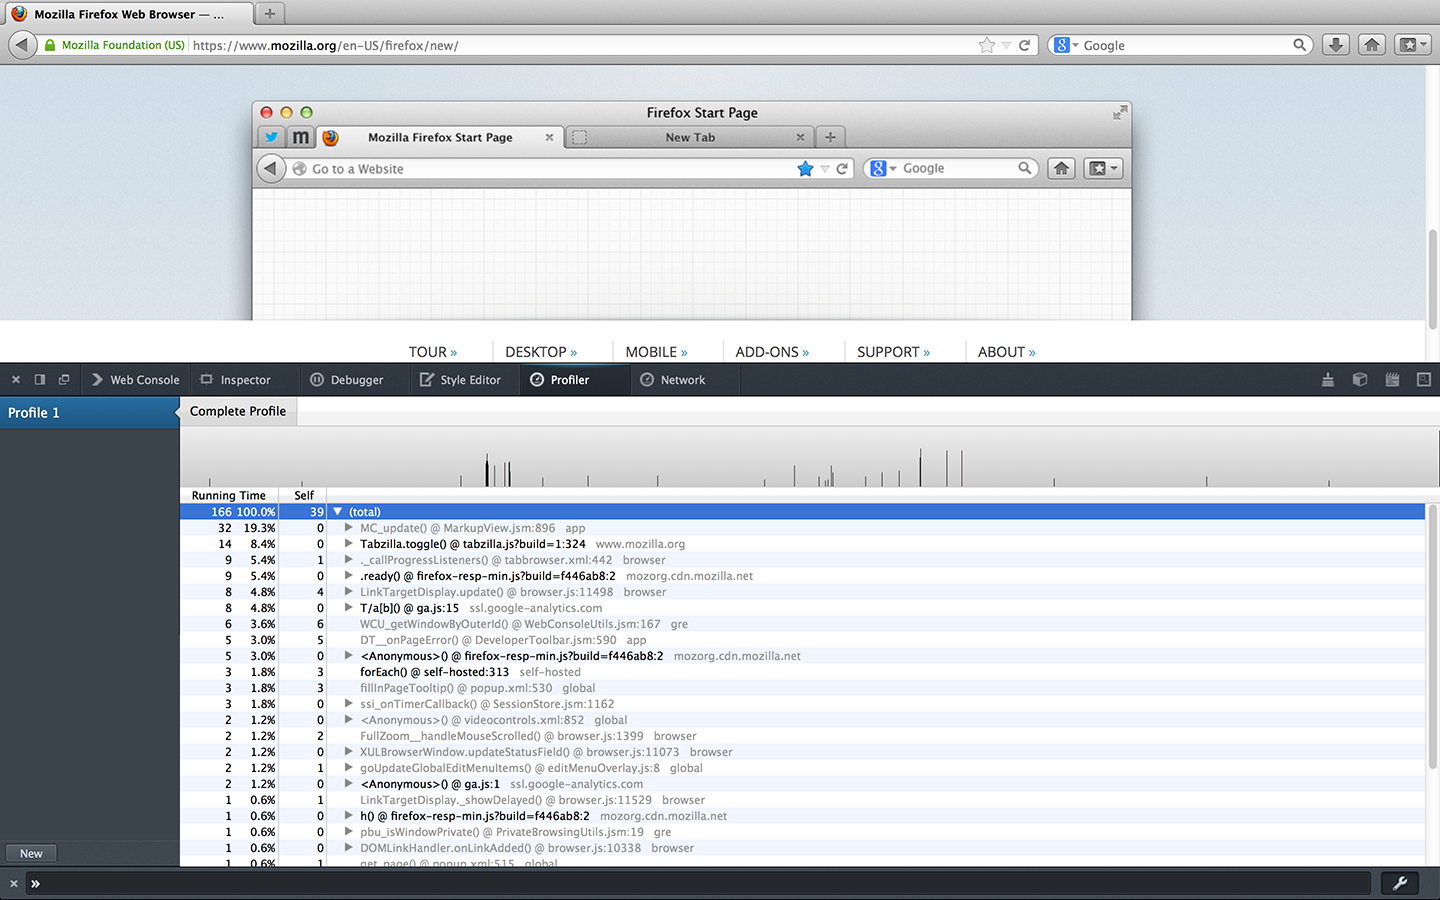 Mozilla Firefox Web Browser — ...
Mozilla Foundation (US) https://www.mozilla.org/en-US/firefox/new/ Google
Firefox Start Page
m Mozilla Firefox Start Page New Tab
Go to a Website Google
TOUR » DESKTOP » MOBILE » ADD-ONS » SUPPORT » ABOUT »
Web Console Inspector Debugger Style Editor Profiler Network
Profile 1 Complete Profile
Running Time Self
166 100.0% 39 (total)
32 19.3% 0 MC_update() @ MarkupView.jsm:896 app
14 8.4% 0 Tabzilla.toggle() @ tabzilla.js?build=1:324 www.mozilla.org
9 5.4% 1 ._callProgressListeners() @ tabbrowser.xml:442 browser
9 5.4% 0 .ready() @ firefox-resp-min.js?build=f446ab8:2 mozorg.cdn.mozilla.net
8 4.8% 4 LinkTargetDisplay.update() @ browser.js:11498 browser
8 4.8% 0 T/a[b]() @ ga.js:15 ssl.google-analytics.com
6 3.6% 6 WCU_getWindowByOuterId() @ WebConsoleUtils.jsm:167 gre
5 3.0% 5 DT__onPageError() @ DeveloperToolbar.jsm:590 app
5 3.0% 0 <Anonymous>() @ firefox-resp-min.js?build=f446ab8:2 mozorg.cdn.mozilla.net
3 1.8% 3 forEach() @ self-hosted:313 self-hosted
3 1.8% 3 fillInPageTooltip() @ popup.xml:530 global
3 1.8% 0 ssi_onTimerCallback() @ SessionStore.jsm:1162
2 1.2% 0 <Anonymous>() @ videocontrols.xml:852 global
2 1.2% 2 FullZoom__handleMouseScrolled() @ browser.js:1399 browser
2 1.2% 0 XULBrowserWindow.updateStatusField() @ browser.js:11073 browser
2 1.2% 1 goUpdateGlobalEditMenuItems() @ editMenuOverlay.js:8 global
2 1.2% 0 <Anonymous>() @ ga.js:1 ssl.google-analytics.com
1 0.6% 1 LinkTargetDisplay._showDelayed() @ browser.js:11529 browser
1 0.6% 0 h() @ firefox-resp-min.js?build=f446ab8:2 mozorg.cdn.mozilla.net
1 0.6% 0 pbu_isWindowPrivate() @ PrivateBrowsingUtils.jsm:19 gre
1 0.6% 0 DOMLinkHandler.onLinkAdded() @ browser.js:10338 browser
1 0.6% 1 get_page() @ popup.xml:515 global
New
»